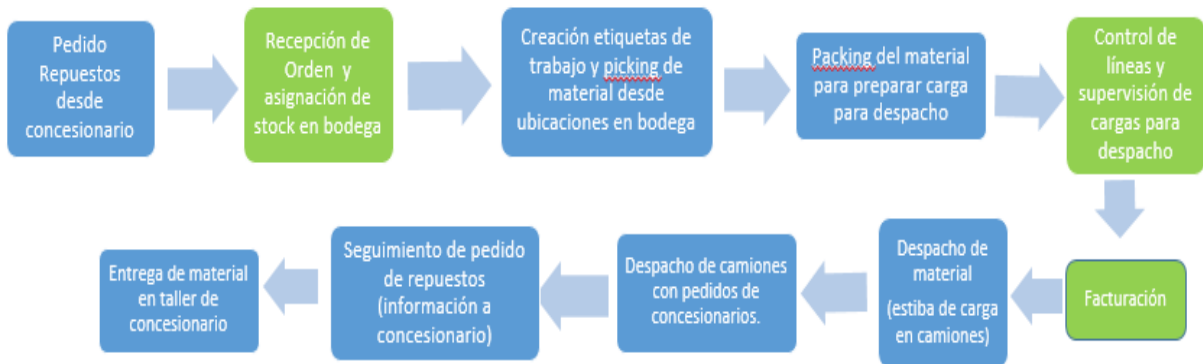 Pedido
Repuestos
desde
concesionario
Recepción de
Orden y
asignación de
stock en bodega
Creación etiquetas de
trabajo y picking de
material desde
ubicaciones en bodega
Packing del material
para preparar carga
para despacho
Control de
líneas y
supervisión de
cargas para
despacho
Facturación
Despacho de
material
(estiba de carga
en camiones)
Despacho de camiones
con pedidos de
concesionarios.
Seguimiento de pedido
de repuestos
(información a
concesionario)
Entrega de material
en taller de
concesionario